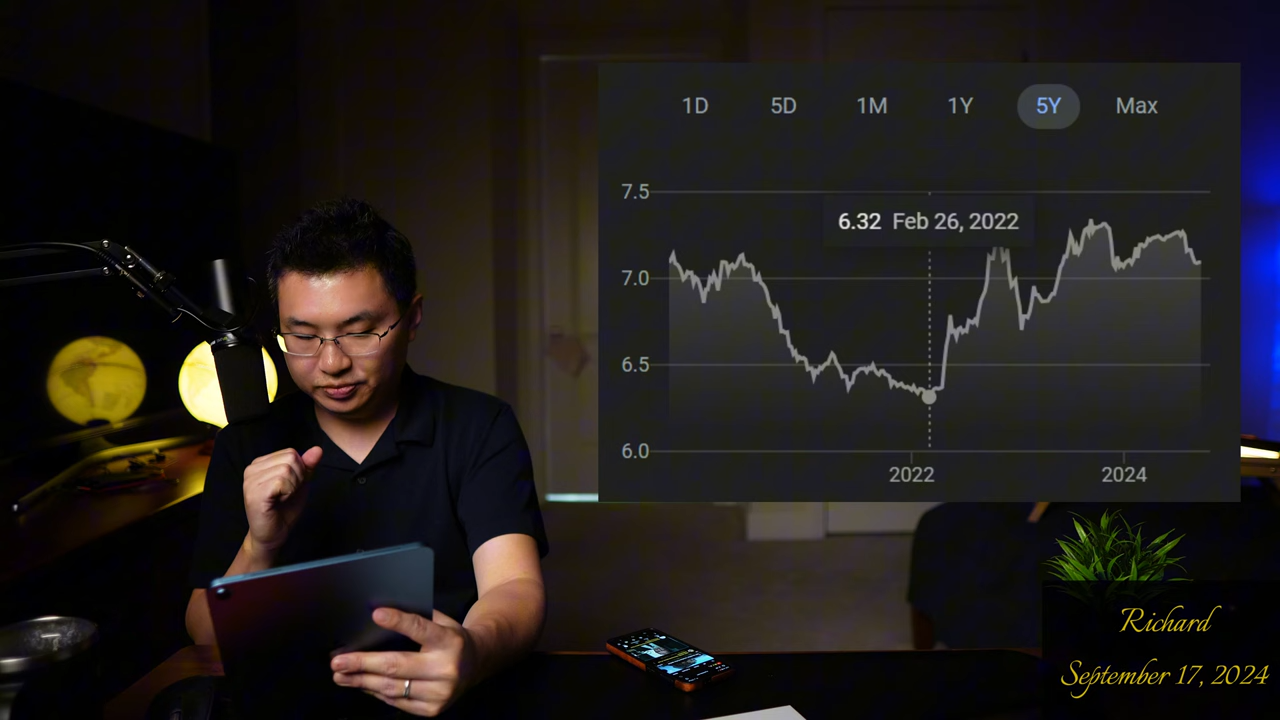 1D 5D 1M 1Y 5Y Max
7.5
6.32 Feb 26, 2022
7.0
6.5
6.0
2022 2024
Richard
September 17, 2024